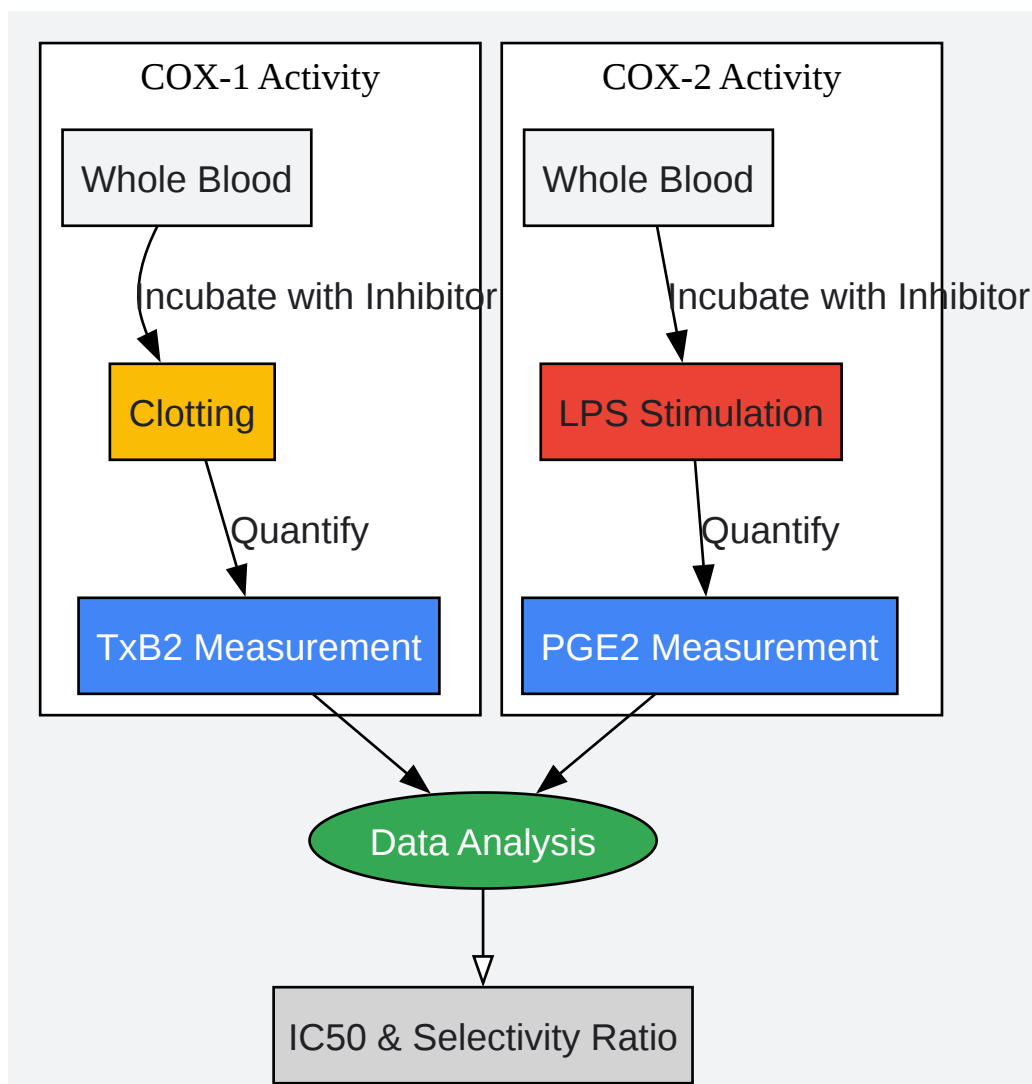 COX-1 Activity
Whole Blood
Incubate with Inhibitor
Clotting
Quantify
TxB2 Measurement
COX-2 Activity
Whole Blood
Incubate with Inhibitor
LPS Stimulation
Quantify
PGE2 Measurement
Data Analysis
IC50 & Selectivity Ratio